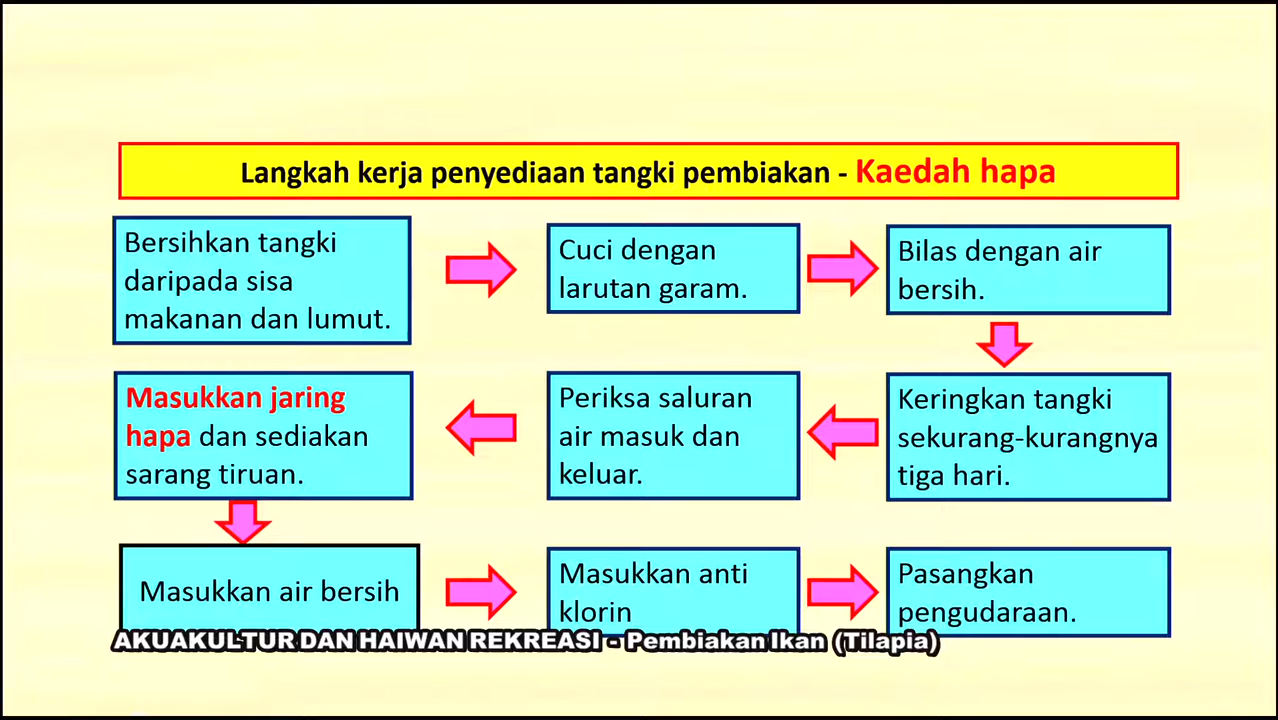 Langkah kerja penyediaan tangki pembiakan - Kaedah hapa
Bersihkan tangki
daripada sisa
makanan dan lumut.
Cuci dengan
larutan garam.
Bilas dengan air
bersih.
Keringkan tangki
sekurang-kurangnya
tiga hari.
Periksa saluran
air masuk dan
keluar.
Masukkan jaring
hapa dan sediakan
sarang tiruan.
Masukkan air bersih
Masukkan anti
klorin
Pasangkan
pengudaraan.
AKUAKULTUR DAN HAIWAN REKREASI - Pembiakan Ikan (Tilapia)